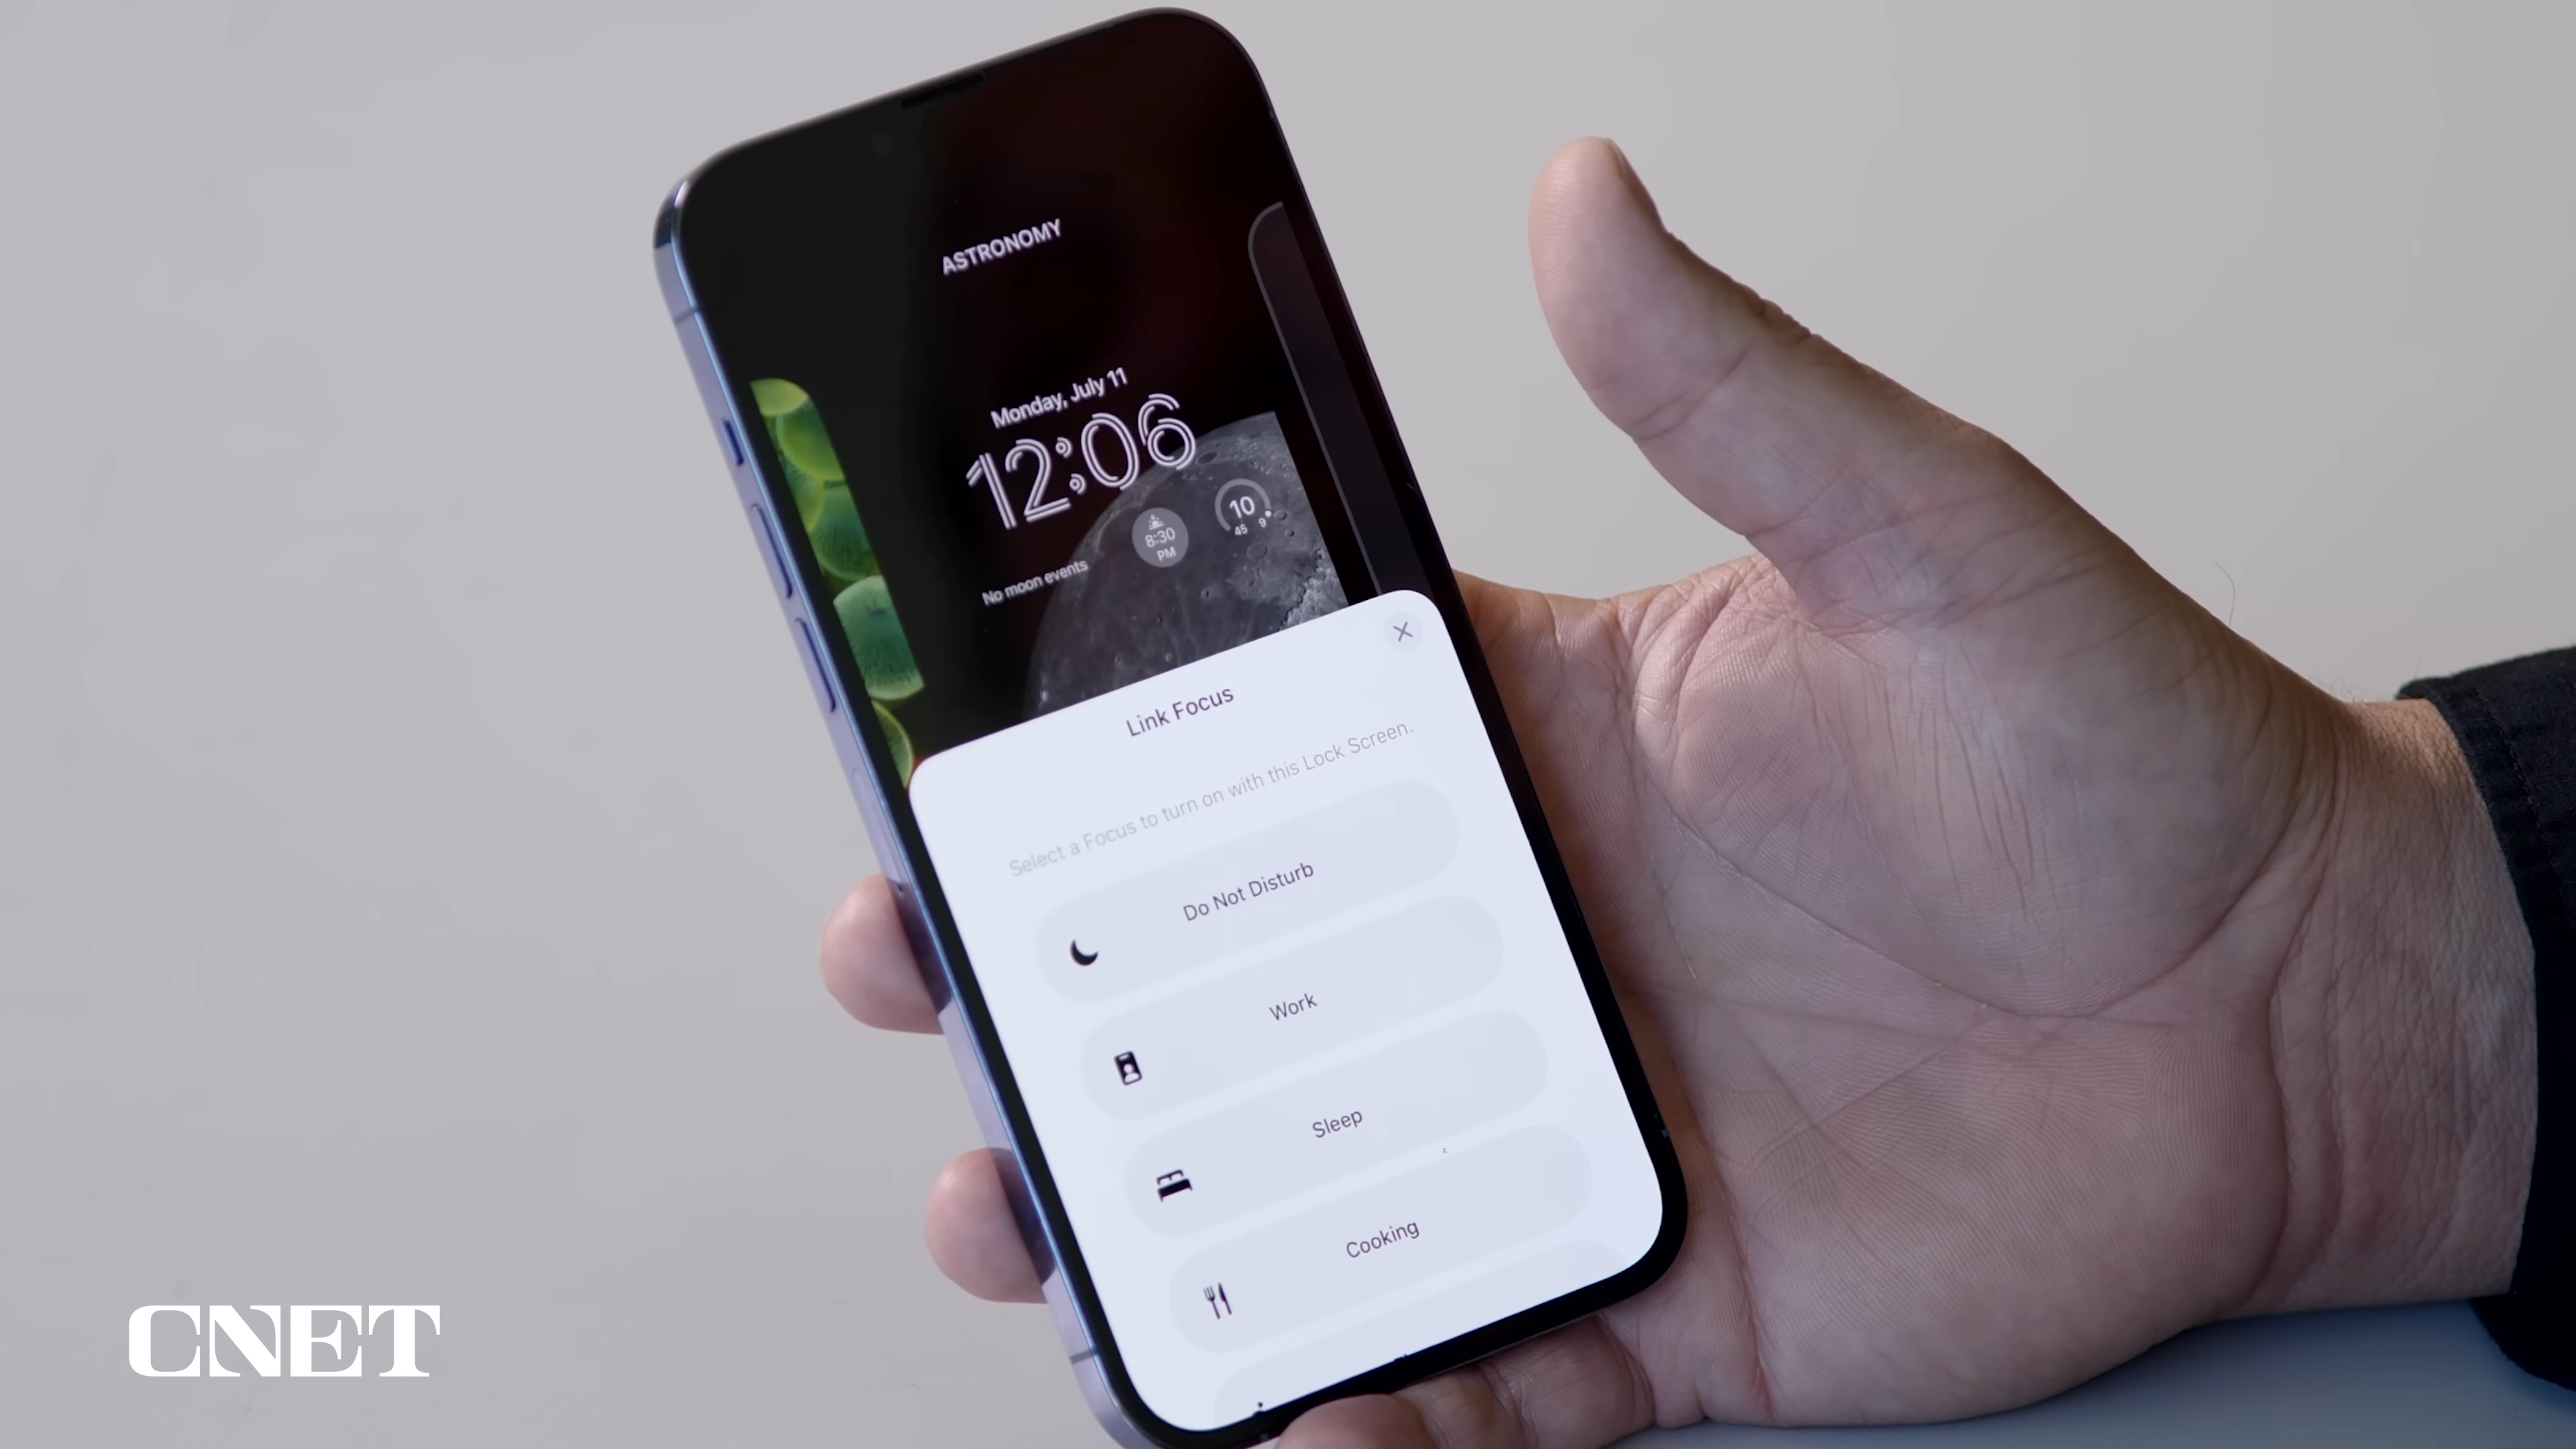 ASTRONOMY
Monday, July 11
12:06
No moon events
8:30
PM
10
45 9
Link Focus
Select a Focus to turn on with this Lock Screen.
Do Not Disturb
Work
Sleep
Cooking
CNET